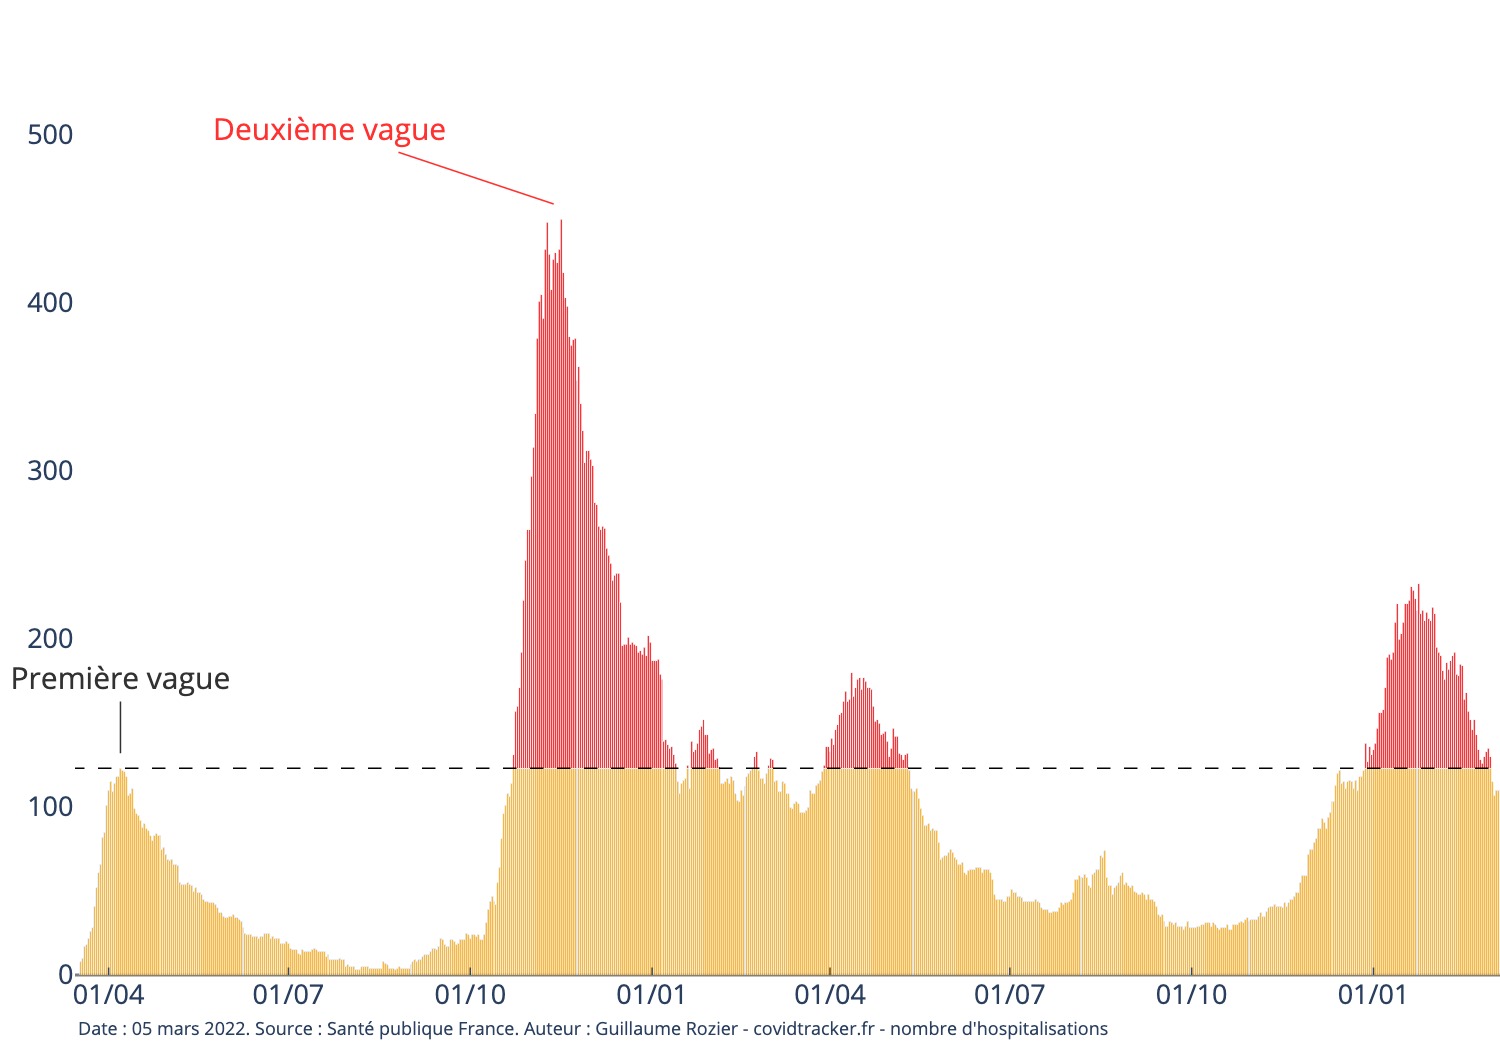 500
Deuxième vague
400
300
200
Première vague
100
0
01/04 01/07 01/10 01/01 01/04 01/07 01/10 01/01
Date : 05 mars 2022. Source : Santé publique France. Auteur : Guillaume Rozier - covidtracker.fr - nombre d'hospitalisations